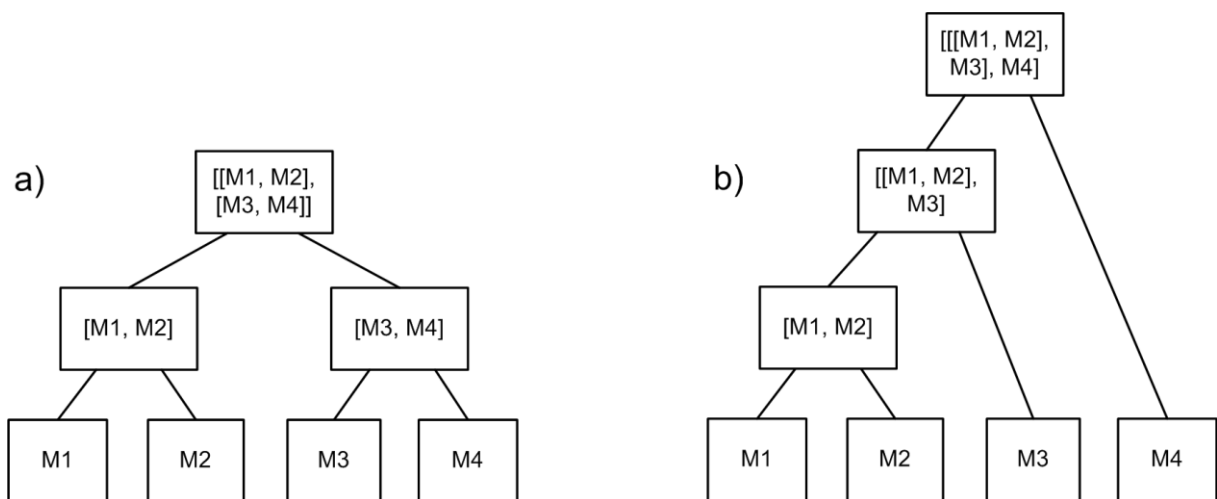 a)
[[M1, M2],
[M3, M4]]
[M1, M2]
[M3, M4]
M1
M2
M3
M4
b)
[[[M1, M2],
M3], M4]
[[M1, M2],
M3]
[M1, M2]
M1
M2
M3
M4